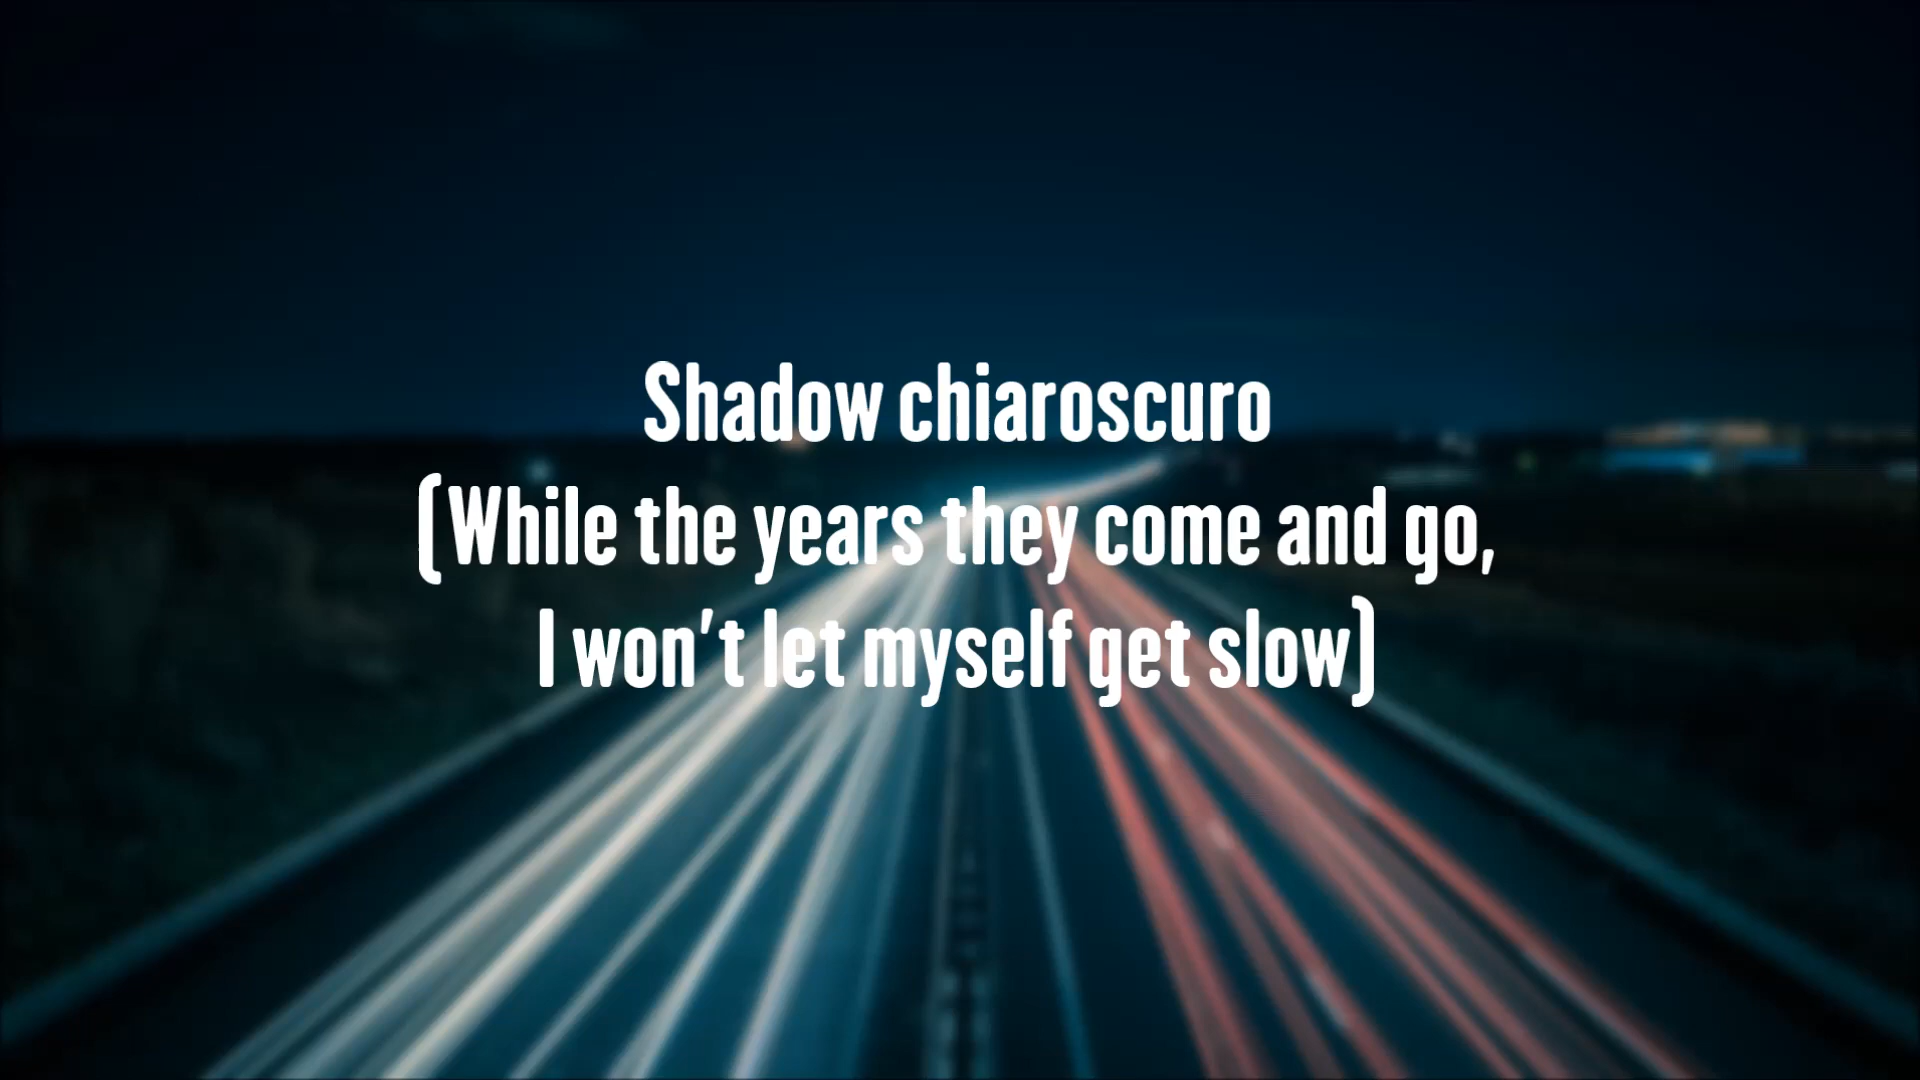 Shadow chiaroscuro
(While the years they come and go,
I won't let myself get slow)